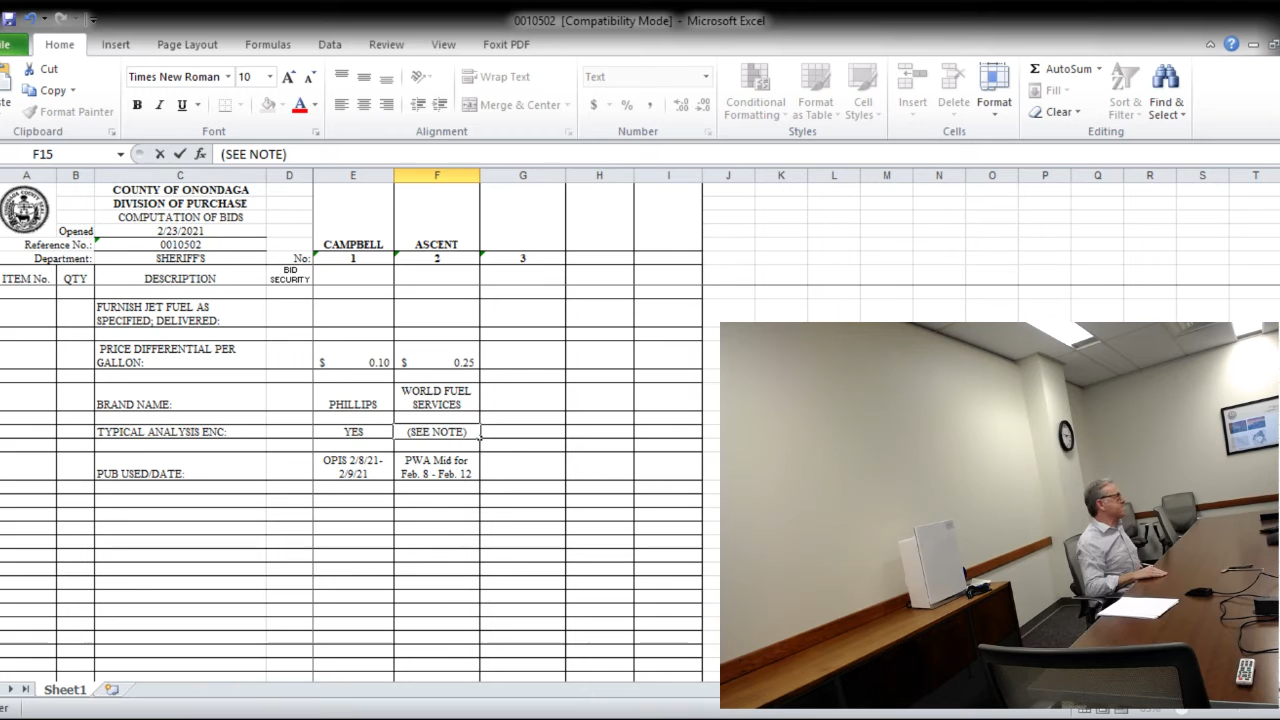 0010502 [Compatibility Mode] - Microsoft Excel
Home Insert Page Layout Formulas Data Review View Foxit PDF
Cut
Copy
Format Painter
Clipboard
Times New Roman 10
B I U
Font
Wrap Text
Merge & Center
Alignment
Text
$ % ,
Number
Conditional Formatting
Format as Table
Cell Styles
Styles
Insert Delete Format
Cells
Σ AutoSum
Fill
Clear
Sort & Filter
Find & Select
Editing
F15 fx (SEE NOTE)
A B C D E F G H I J K L M N O P Q R S T
COUNTY OF ONONDAGA
DIVISION OF PURCHASE
COMPUTATION OF BIDS
Opened 2/23/2021
Reference No.: 0010502 CAMPBELL ASCENT
Department: SHERIFF'S No: 1 2 3
ITEM No. QTY DESCRIPTION BID SECURITY
FURNISH JET FUEL AS
SPECIFIED; DELIVERED:
PRICE DIFFERENTIAL PER
GALLON: $ 0.10 $ 0.25
WORLD FUEL
BRAND NAME: PHILLIPS SERVICES
TYPICAL ANALYSIS ENC: YES (SEE NOTE)
OPIS 2/8/21- PWA Mid for
PUB USED/DATE: 2/9/21 Feb. 8 - Feb. 12
Sheet1